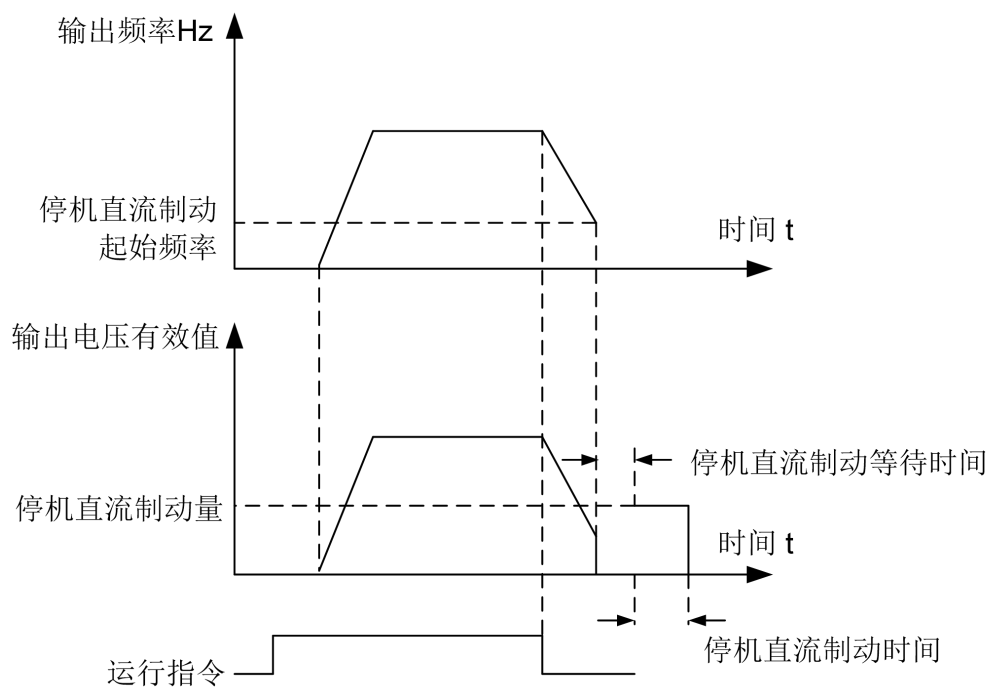 输出频率Hz
停机直流制动
起始频率
时间 t
输出电压有效值
停机直流制动等待时间
停机直流制动量
时间 t
停机直流制动时间
运行指令